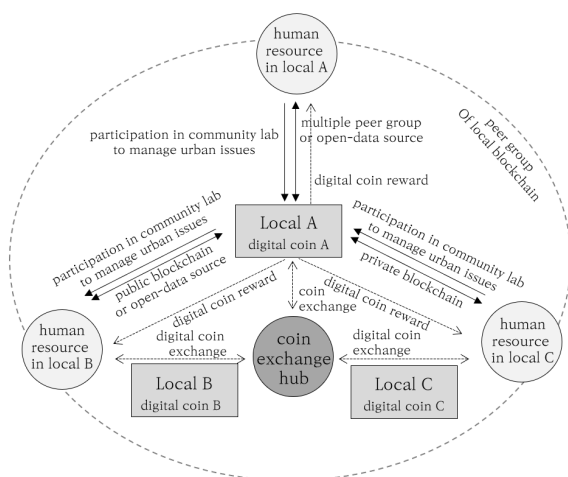 human
resource
in local A
peer group
Of local blockchain
participation in community lab
to manage urban issues
multiple peer group
or open-data source
digital coin reward
Local A
digital coin A
participation in community lab
to manage urban issues
public blockchain
or open-data source
digital coin reward
participation in community lab
to manage urban issues
private blockchain
digital coin reward
coin
exchange
human
resource
in local B
digital coin
exchange
coin
exchange
hub
digital coin
exchange
human
resource
in local C
Local B
digital coin B
Local C
digital coin C